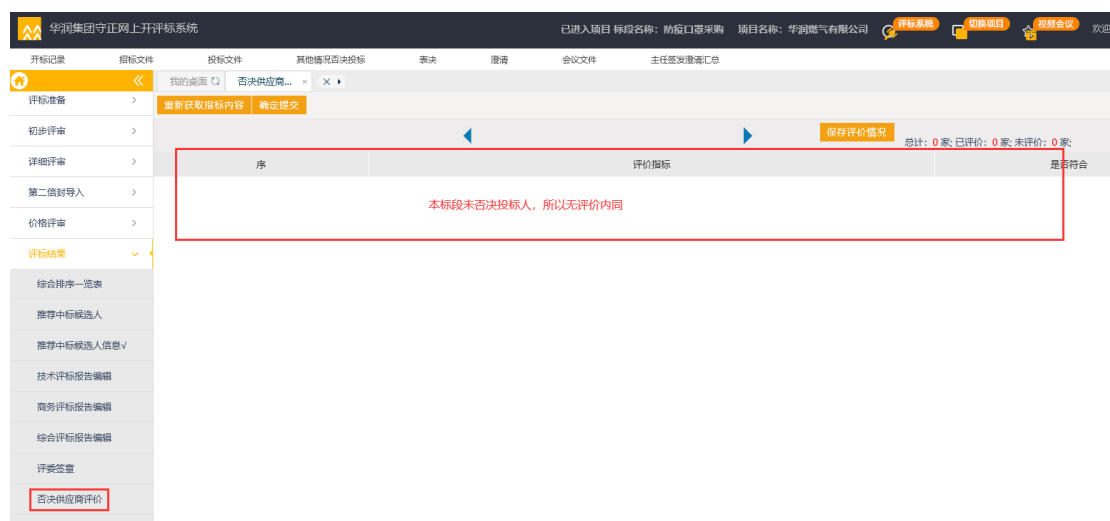 华润集团守正网上开评标系统
已进入项目 标段名称：防疫口罩采购 项目名称：华润燃气有限公司 评标系统 切换项目 视频会议
开标记录 招标文件 投标文件 其他情况否决投标 表决 澄清 会议文件 主任签发澄清汇总
我的桌面 否决供应商... ×
重新获取指标内容 确定提交
保存评价情况 总计：0 家; 已评价：0 家; 未评价：0 家;
序 评价指标 是否符合
本标段未否决投标人，所以无评价内同
评标准备
初步评审
详细评审
第二信封导入
价格评审
评标结果
综合排序一览表
推荐中标候选人
推荐中标候选人信息√
技术评标报告编辑
商务评标报告编辑
综合评标报告编辑
评委签章
否决供应商评价